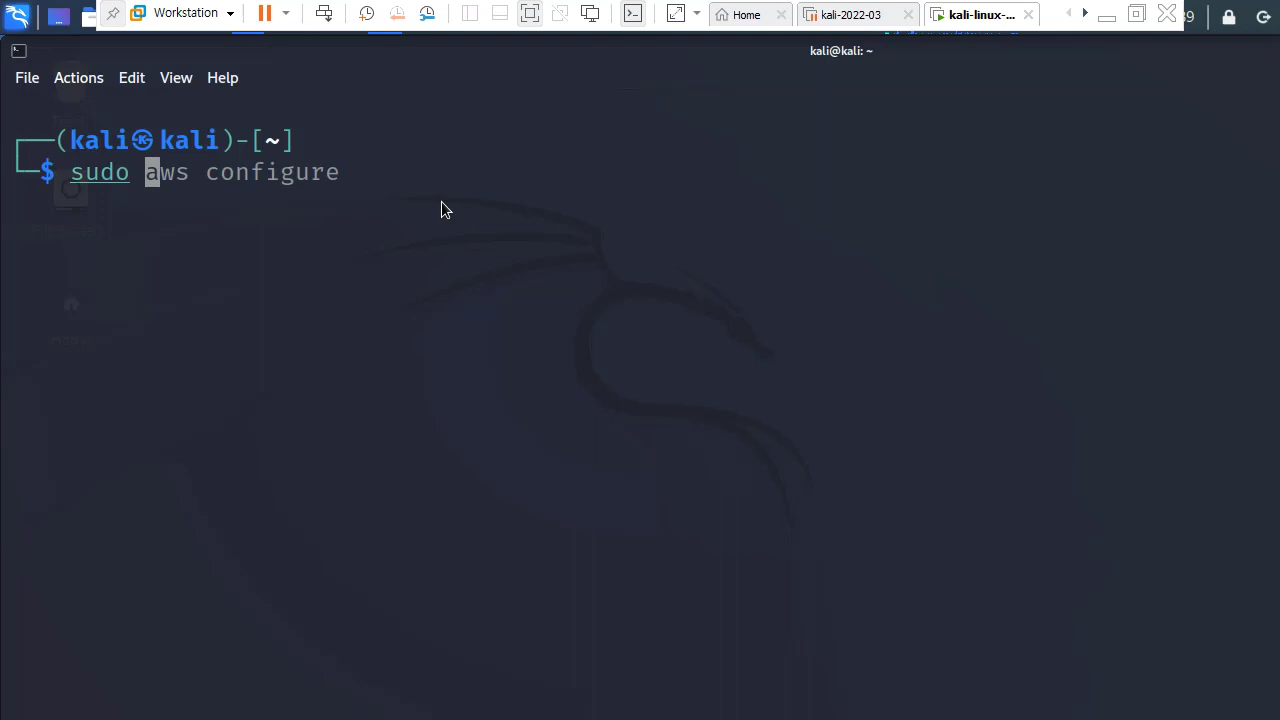 Workstation
Home
kali-2022-03
kali-linux-...
39
kali@kali: ~
File Actions Edit View Help
┌──(kali㉿kali)-[~]
└─$ sudo aws configure